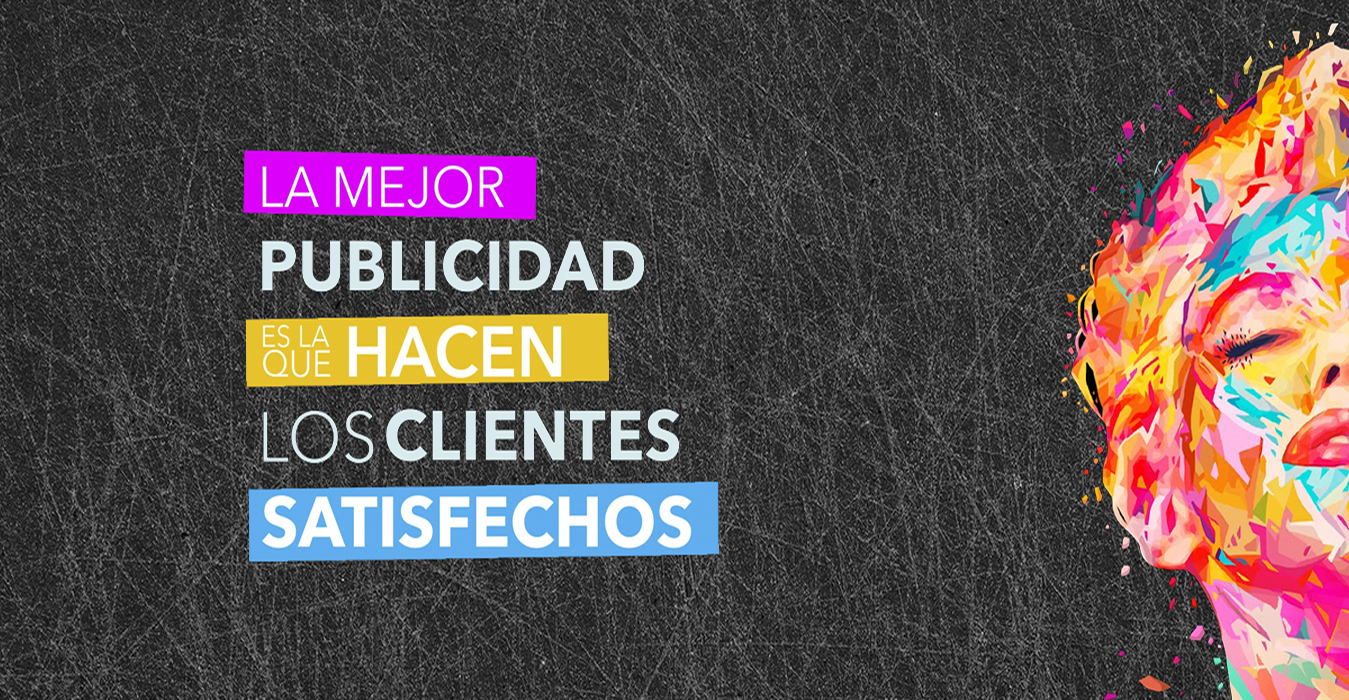 LA MEJOR
PUBLICIDAD
ES LA
QUE HACEN
LOS CLIENTES
SATISFECHOS